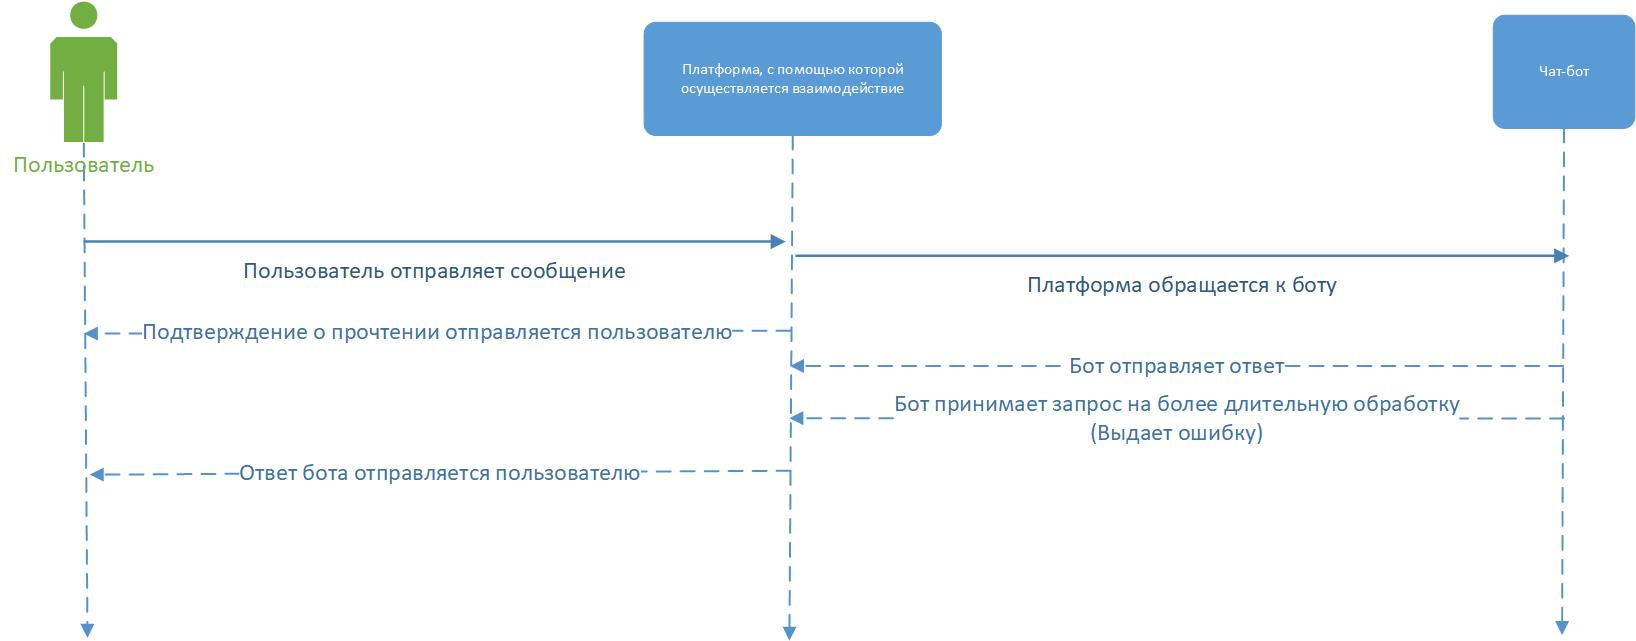 Платформа, с помощью которой
осуществляется взаимодействие
Чат-бот
Пользователь
Пользователь отправляет сообщение
Платформа обращается к боту
Подтверждение о прочтении отправляется пользователю
Бот отправляет ответ
Бот принимает запрос на более длительную обработку
(Выдает ошибку)
Ответ бота отправляется пользователю